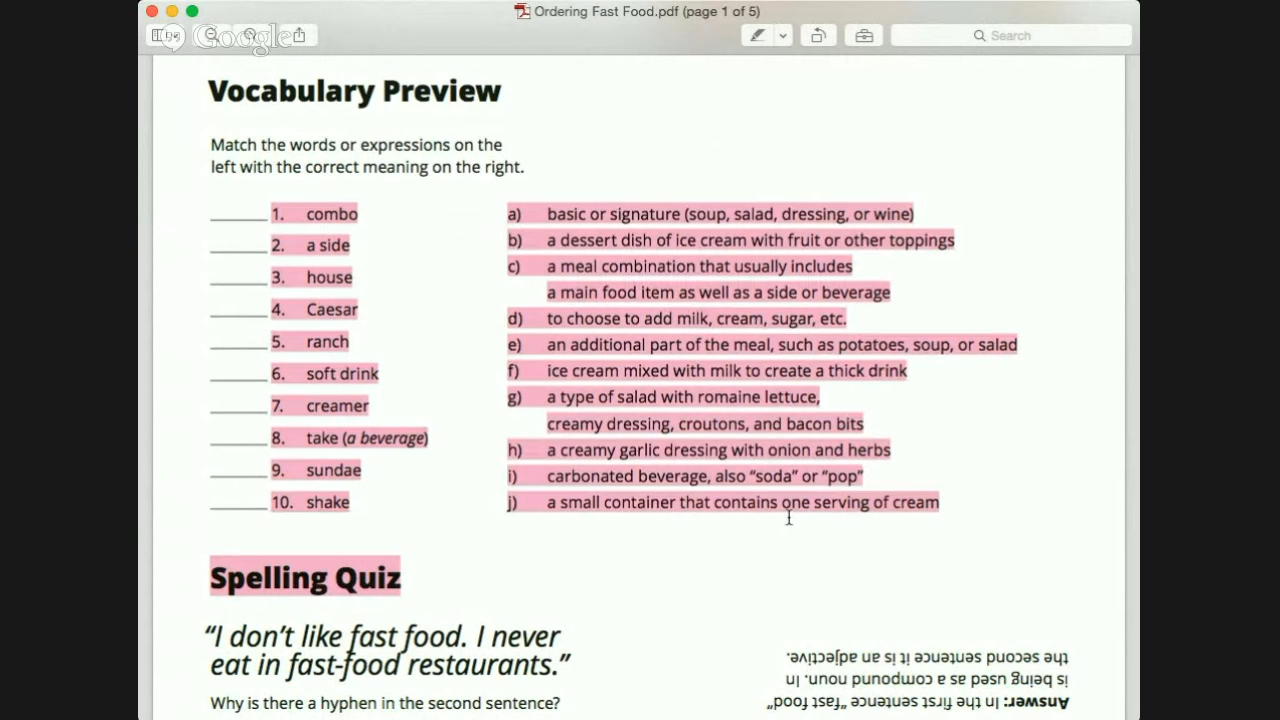 Ordering Fast Food.pdf (page 1 of 5)
Google
Search
Vocabulary Preview
Match the words or expressions on the
left with the correct meaning on the right.
1. combo
2. a side
3. house
4. Caesar
5. ranch
6. soft drink
7. creamer
8. take (a beverage)
9. sundae
10. shake
a) basic or signature (soup, salad, dressing, or wine)
b) a dessert dish of ice cream with fruit or other toppings
c) a meal combination that usually includes
a main food item as well as a side or beverage
d) to choose to add milk, cream, sugar, etc.
e) an additional part of the meal, such as potatoes, soup, or salad
f) ice cream mixed with milk to create a thick drink
g) a type of salad with romaine lettuce,
creamy dressing, croutons, and bacon bits
h) a creamy garlic dressing with onion and herbs
i) carbonated beverage, also “soda” or “pop”
j) a small container that contains one serving of cream
Spelling Quiz
“I don’t like fast food. I never
eat in fast-food restaurants.”
Why is there a hyphen in the second sentence?
Answer: In the first sentence “fast food”
is being used as a compound noun. In
the second sentence it is an adjective.